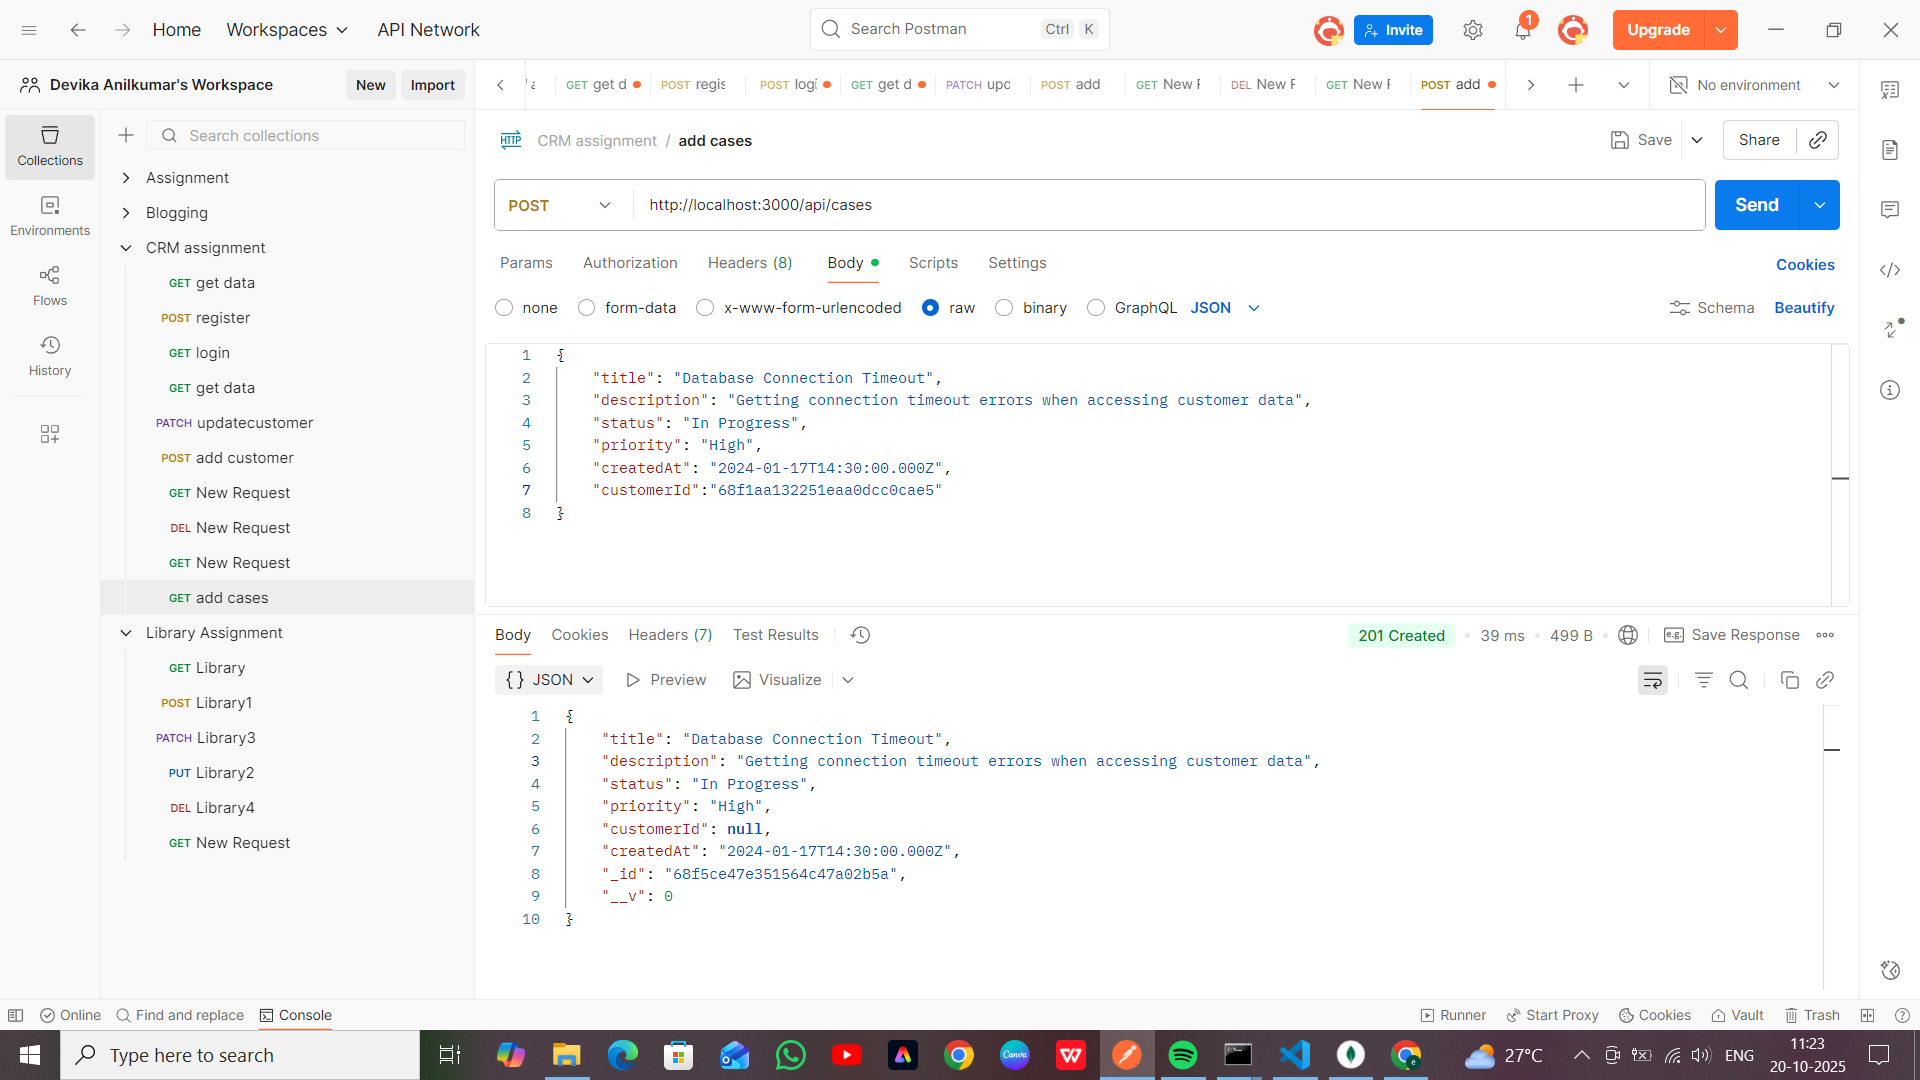 Home
Workspaces
API Network
Search Postman
Ctrl
K
Invite
1
Upgrade
Devika Anilkumar's Workspace
New
Import
GET get d
POST regis
POST logi
GET get d
PATCH upd
POST add
GET New F
DEL New F
GET New F
POST add
No environment
Collections
Environments
Flows
History
Search collections
Assignment
Blogging
CRM assignment
GET get data
POST register
GET login
GET get data
PATCH updatecustomer
POST add customer
GET New Request
DEL New Request
GET New Request
GET add cases
Library Assignment
GET Library
POST Library1
PATCH Library3
PUT Library2
DEL Library4
GET New Request
HTTP
CRM assignment / add cases
Save
Share
POST
http://localhost:3000/api/cases
Send
Params
Authorization
Headers (8)
Body
Scripts
Settings
Cookies
none
form-data
x-www-form-urlencoded
raw
binary
GraphQL
JSON
Schema
Beautify
1 {
2 "title": "Database Connection Timeout",
3 "description": "Getting connection timeout errors when accessing customer data",
4 "status": "In Progress",
5 "priority": "High",
6 "createdAt": "2024-01-17T14:30:00.000Z",
7 "customerId":"68f1aa132251eaa0dcc0cae5"
8 }
Body
Cookies
Headers (7)
Test Results
201 Created
39 ms
499 B
e.g.
Save Response
{} JSON
Preview
Visualize
1 {
2 "title": "Database Connection Timeout",
3 "description": "Getting connection timeout errors when accessing customer data",
4 "status": "In Progress",
5 "priority": "High",
6 "customerId": null,
7 "createdAt": "2024-01-17T14:30:00.000Z",
8 "_id": "68f5ce47e351564c47a02b5a",
9 "__v": 0
10 }
Online
Find and replace
Console
Runner
Start Proxy
Cookies
Vault
Trash
Type here to search
Canva
27°C
ENG
11:23
20-10-2025